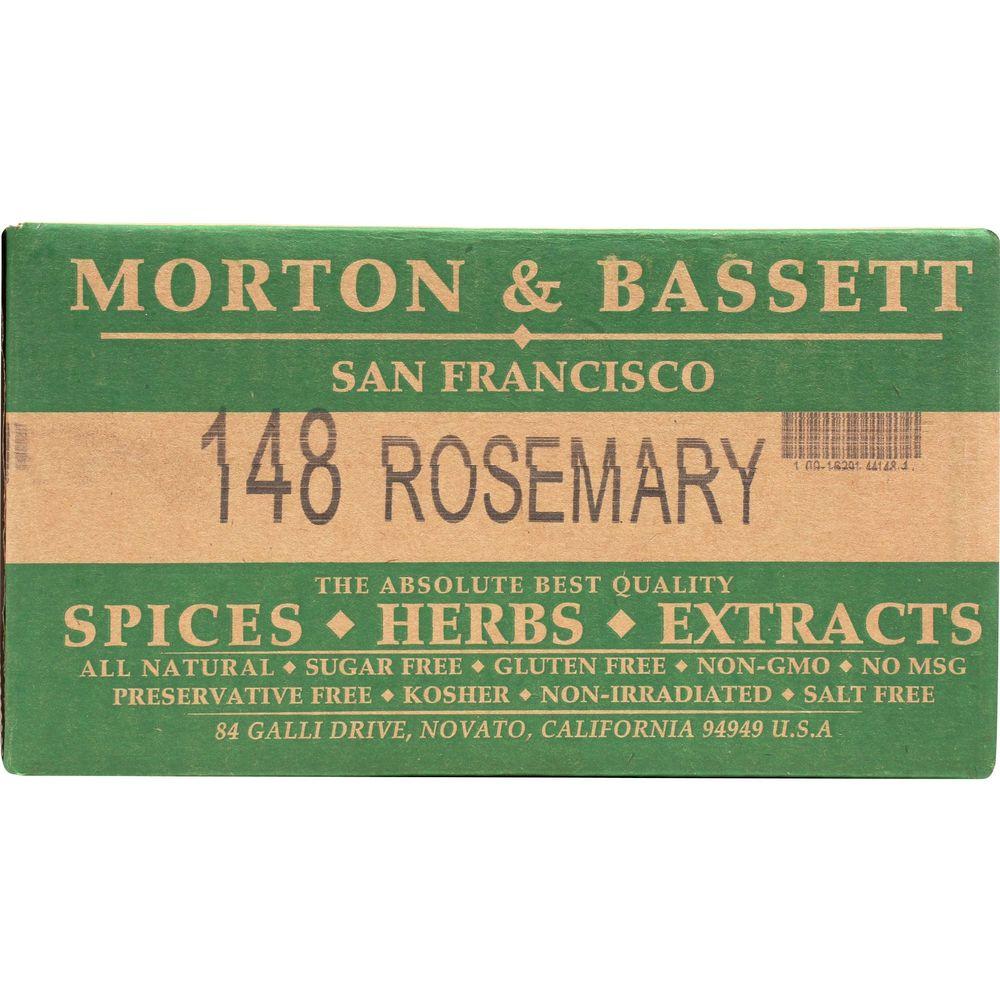 MORTON & BASSETT
SAN FRANCISCO
148 ROSEMARY
THE ABSOLUTE BEST QUALITY
SPICES ◆ HERBS ◆ EXTRACTS
ALL NATURAL ◆ SUGAR FREE ◆ GLUTEN FREE ◆ NON-GMO ◆ NO MSG
PRESERVATIVE FREE ◆ KOSHER ◆ NON-IRRADIATED ◆ SALT FREE
84 GALLI DRIVE, NOVATO, CALIFORNIA 94949 U.S.A